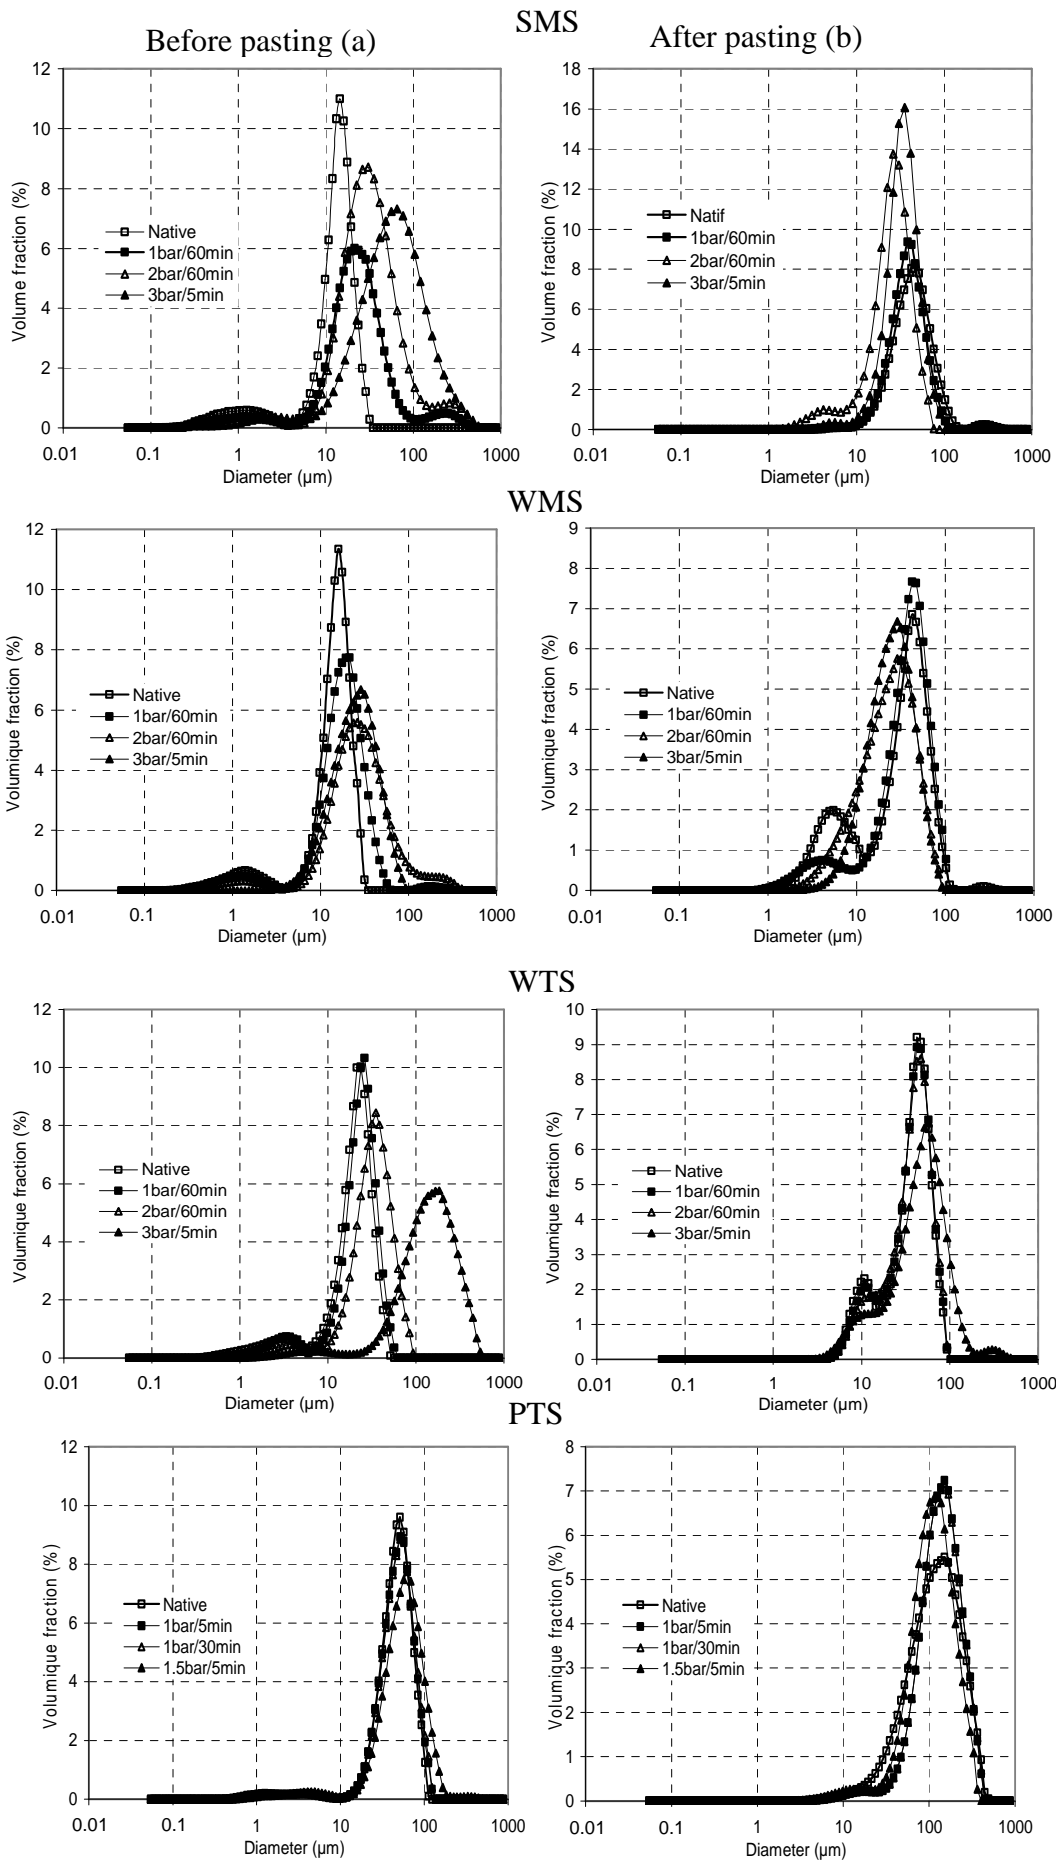 SMS
Before pasting (a)
After pasting (b)
12
10
8
6
4
2
0
Volume fraction (%)
Native
1bar/60min
2bar/60min
3bar/5min
0.01 0.1 1 10 100 1000
Diameter (µm)
18
16
14
12
10
8
6
4
2
0
Volume fraction (%)
Natif
1bar/60min
2bar/60min
3bar/5min
0.01 0.1 1 10 100 1000
Diameter (µm)
WMS
12
10
8
6
4
2
0
Volumique fraction (%)
Native
1bar/60min
2bar/60min
3bar/5min
0.01 0.1 1 10 100 1000
Diameter (µm)
9
8
7
6
5
4
3
2
1
0
Volumique fraction (%)
Native
1bar/60min
2bar/60min
3bar/5min
0.01 0.1 1 10 100 1000
Diameter (µm)
WTS
12
10
8
6
4
2
0
Volumique fraction (%)
Native
1bar/60min
2bar/60min
3bar/5min
0.01 0.1 1 10 100 1000
Diameter (µm)
10
9
8
7
6
5
4
3
2
1
0
Volumique fraction (%)
Native
1bar/60min
2bar/60min
3bar/5min
0.01 0.1 1 10 100 1000
Diameter (µm)
PTS
12
10
8
6
4
2
0
Volumique fraction (%)
Native
1bar/5min
1bar/30min
1.5bar/5min
0.01 0.1 1 10 100 1000
Diameter (µm)
8
7
6
5
4
3
2
1
0
Volumique fraction (%)
Native
1bar/5min
1bar/30min
1.5bar/5min
0.01 0.1 1 10 100 1000
Diameter (µm)